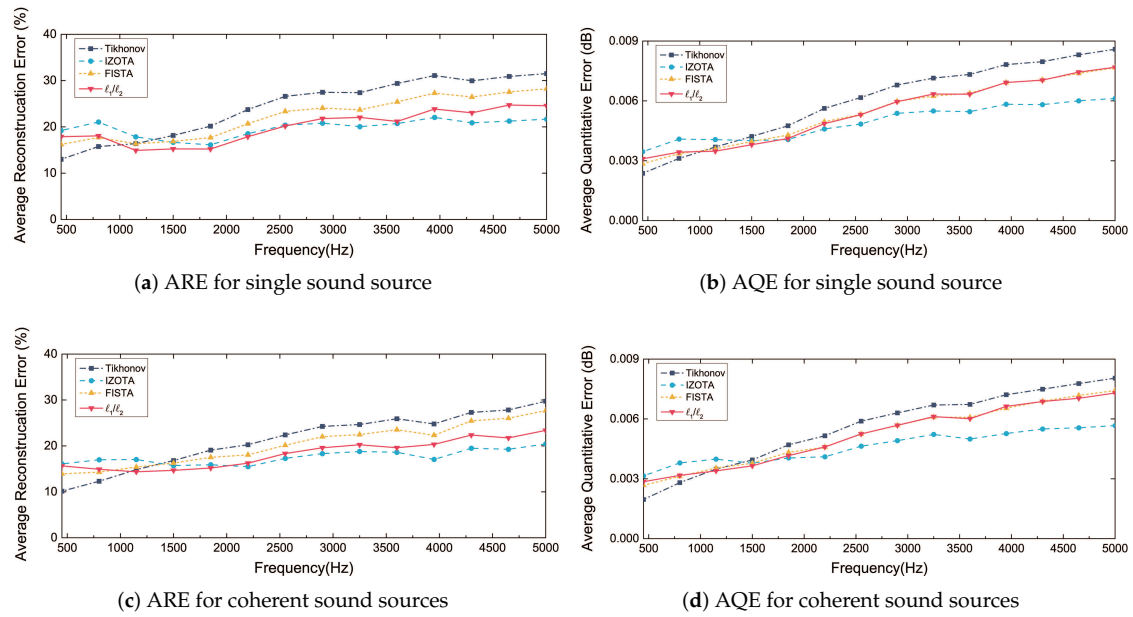 40
30
20
10
0
Average Reconstrucation Error (%)
Tikhonov
IZOTA
FISTA
ℓ₁/ℓ₂
500 1000 1500 2000 2500 3000 3500 4000 4500 5000
Frequency(Hz)
(a) ARE for single sound source
0.009
0.006
0.003
0.000
Average Quantitative Error (dB)
Tikhonov
IZOTA
FISTA
ℓ₁/ℓ₂
500 1000 1500 2000 2500 3000 3500 4000 4500 5000
Frequency(Hz)
(b) AQE for single sound source
40
30
20
10
0
Average Reconstrucation Error (%)
Tikhonov
IZOTA
FISTA
ℓ₁/ℓ₂
500 1000 1500 2000 2500 3000 3500 4000 4500 5000
Frequency(Hz)
(c) ARE for coherent sound sources
0.009
0.006
0.003
0.000
Average Quantitative Error (dB)
Tikhonov
IZOTA
FISTA
ℓ₁/ℓ₂
500 1000 1500 2000 2500 3000 3500 4000 4500 5000
Frequency(Hz)
(d) AQE for coherent sound sources